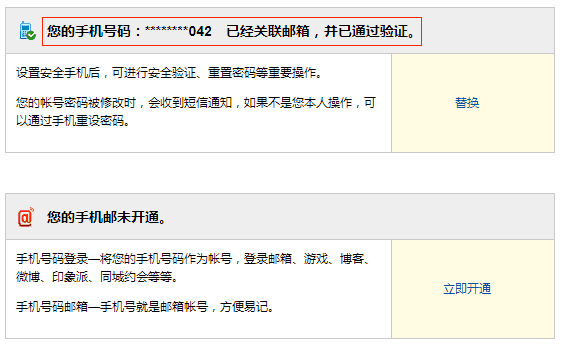 您的手机号码：********042 已经关联邮箱，并已通过验证。
设置安全手机后，可进行安全验证、重置密码等重要操作。
您的帐号密码被修改时，会收到短信通知，如果不是您本人操作，可
以通过手机重设密码。
替换
您的手机邮未开通。
手机号码登录—将您的手机号码作为帐号，登录邮箱、游戏、博客、
微博、印象派、同城约会等等。
手机号码邮箱—手机号就是邮箱帐号，方便易记。
立即开通